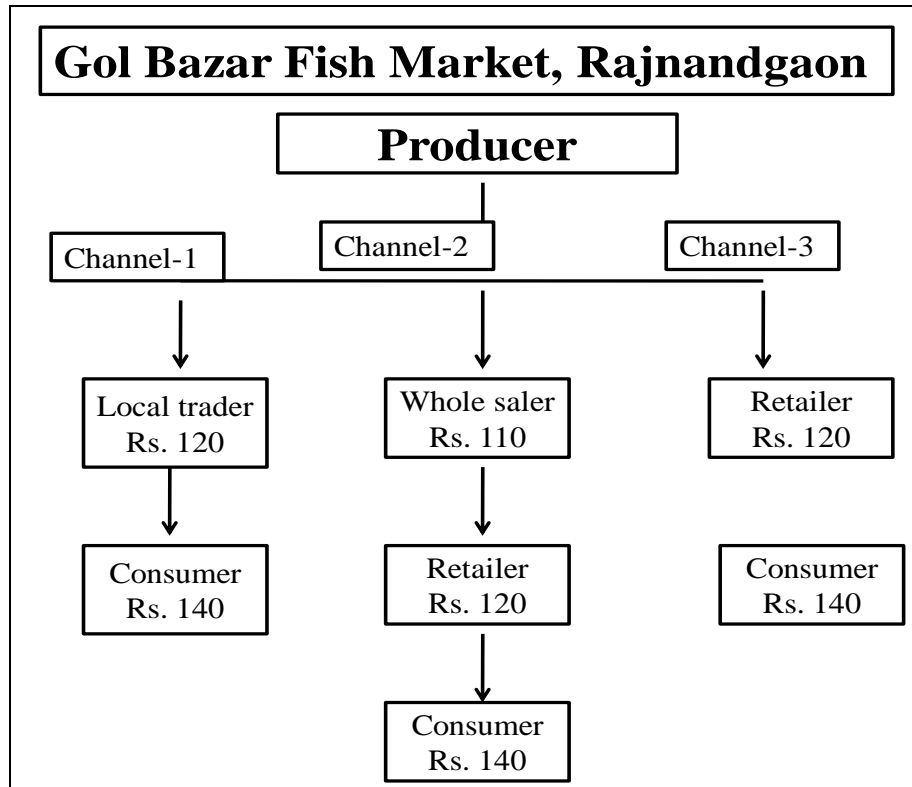 Gol Bazar Fish Market, Rajnandgaon
Producer
Channel-1
Channel-2
Channel-3
Local trader
Rs. 120
Whole saler
Rs. 110
Retailer
Rs. 120
Consumer
Rs. 140
Retailer
Rs. 120
Consumer
Rs. 140
Consumer
Rs. 140